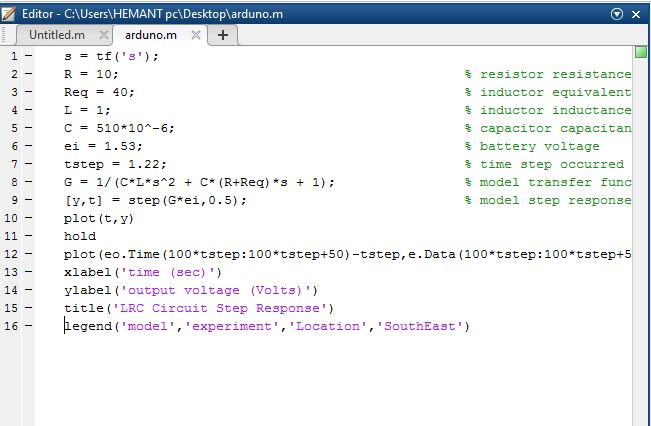 Editor - C:\Users\HEMANT pc\Desktop\arduno.m
Untitled.m × arduno.m × +
1 - s = tf('s');
2 - R = 10; % resistor resistance
3 - Req = 40; % inductor equivalent
4 - L = 1; % inductor inductance
5 - C = 510*10^-6; % capacitor capacitan
6 - ei = 1.53; % battery voltage
7 - tstep = 1.22; % time step occurred
8 - G = 1/(C*L*s^2 + C*(R+Req)*s + 1); % model transfer func
9 - [y,t] = step(G*ei,0.5); % model step response
10 - plot(t,y)
11 - hold
12 - plot(eo.Time(100*tstep:100*tstep+50)-tstep,e.Data(100*tstep:100*tstep+5
13 - xlabel('time (sec)')
14 - ylabel('output voltage (Volts)')
15 - title('LRC Circuit Step Response')
16 - legend('model','experiment','Location','SouthEast')